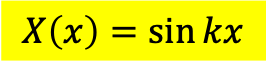 X(x) = sin kx